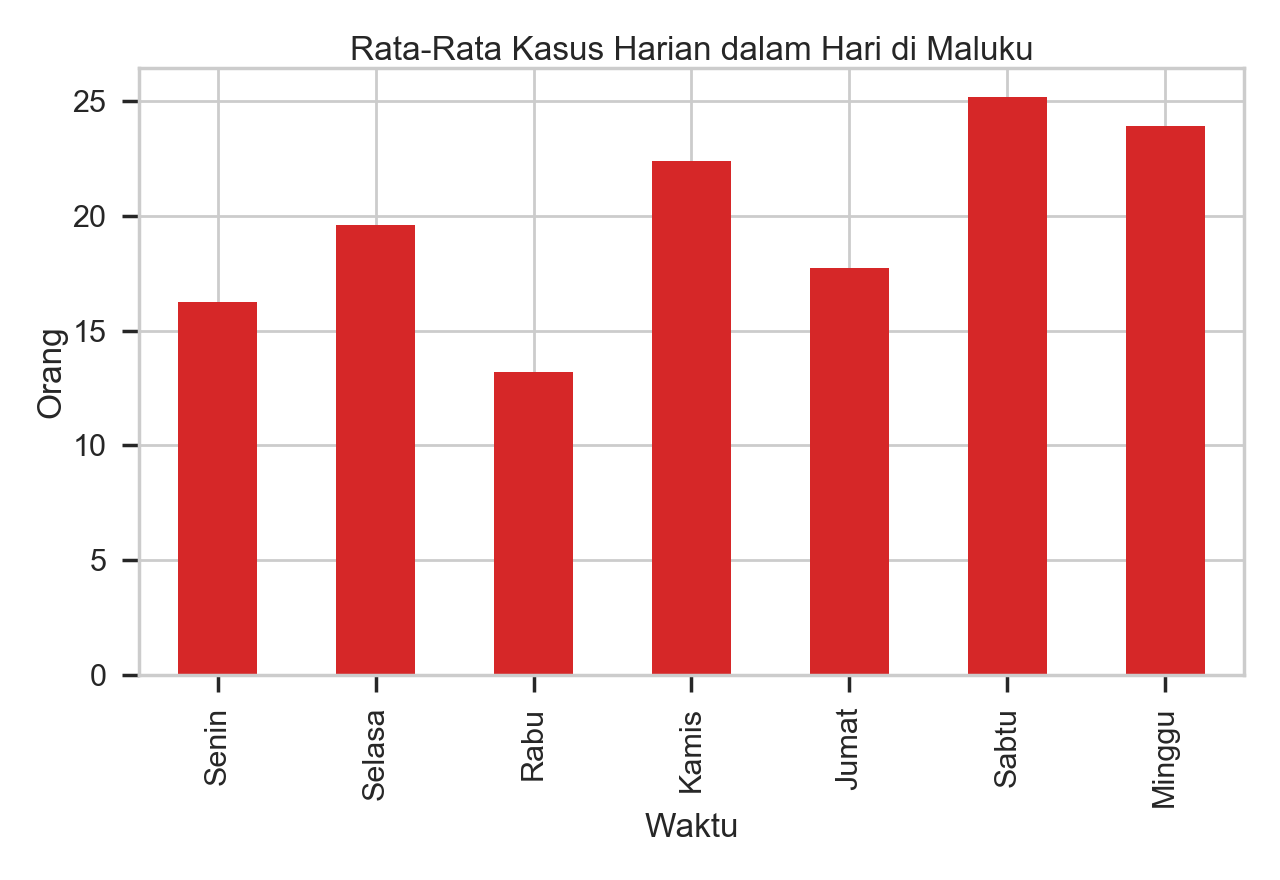 Rata-Rata Kasus Harian dalam Hari di Maluku
Orang
25
20
15
10
5
0
Senin
Selasa
Rabu
Kamis
Jumat
Sabtu
Minggu
Waktu